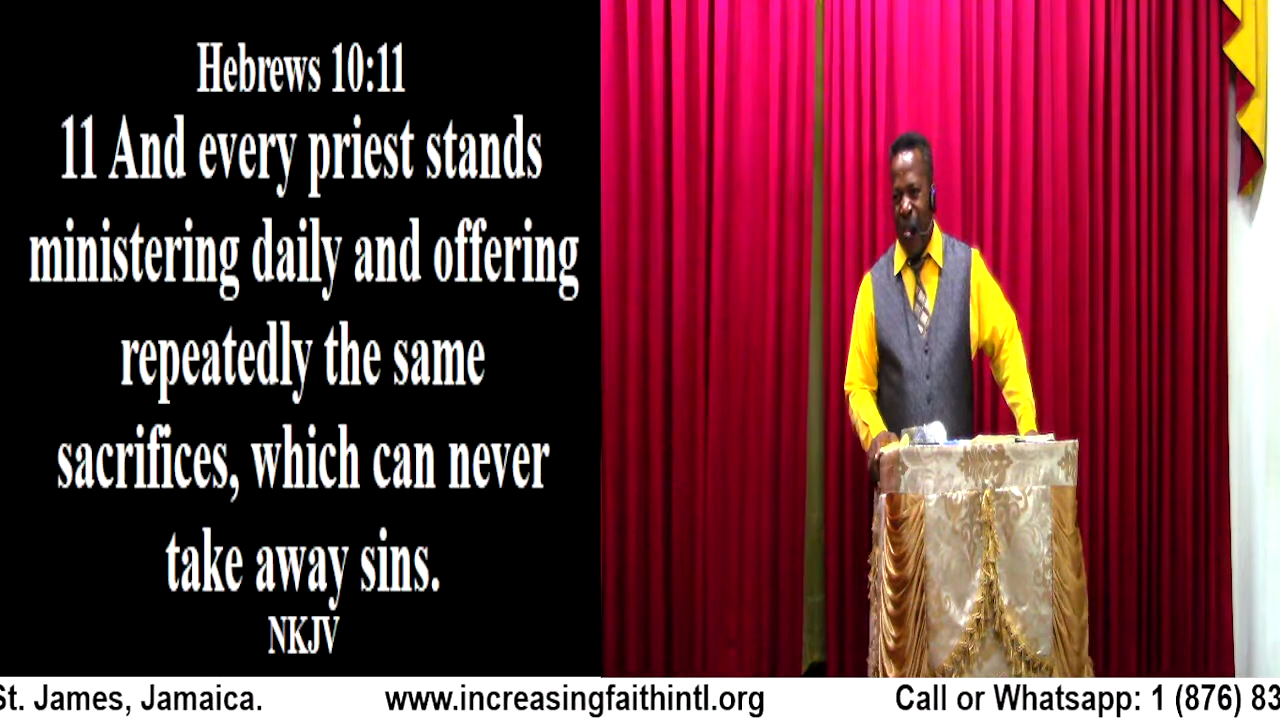 Hebrews 10:11
11 And every priest stands
ministering daily and offering
repeatedly the same
sacrifices, which can never
take away sins.
NKJV
St. James, Jamaica. www.increasingfaithintl.org Call or Whatsapp: 1 (876) 83